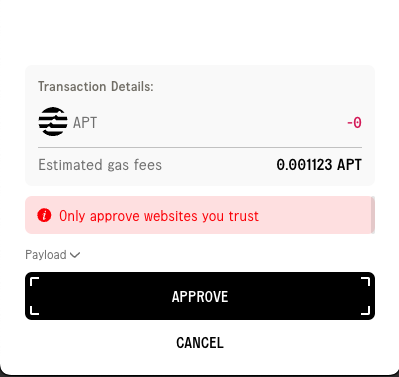 Transaction Details:
APT -0
Estimated gas fees 0.001123 APT
Only approve websites you trust
Payload
APPROVE
CANCEL